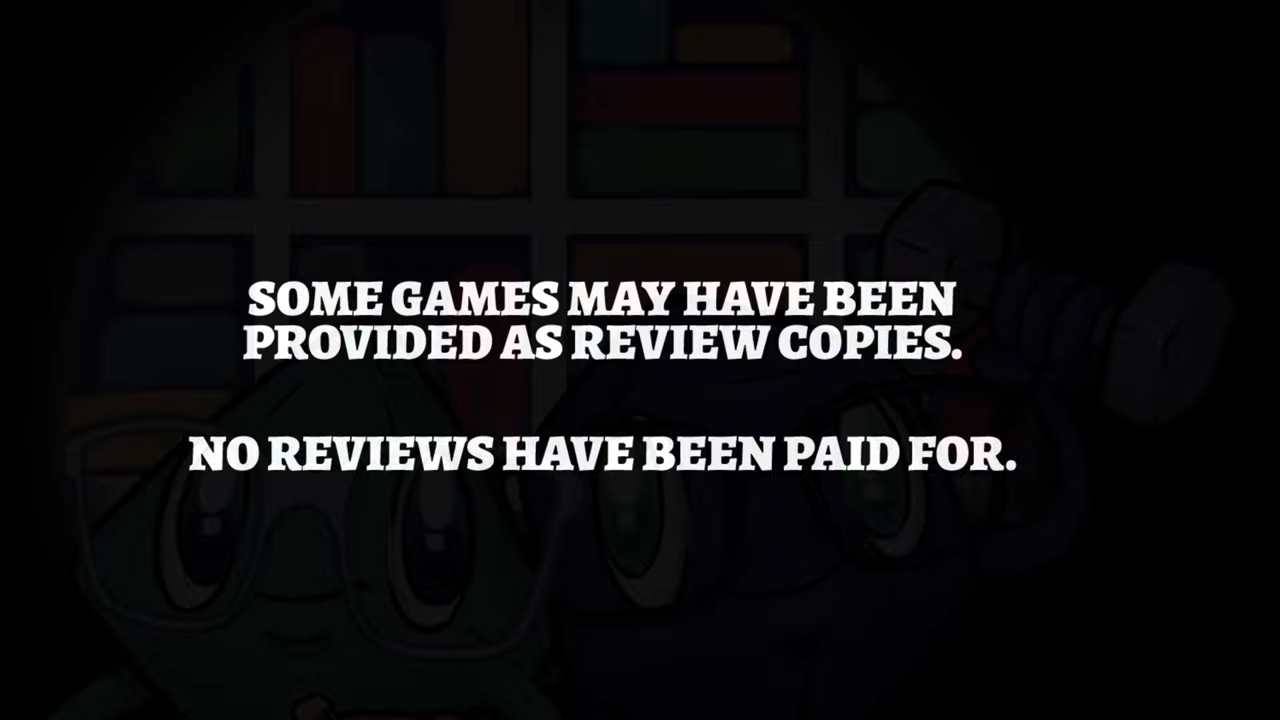 SOME GAMES MAY HAVE BEEN
PROVIDED AS REVIEW COPIES.
NO REVIEWS HAVE BEEN PAID FOR.